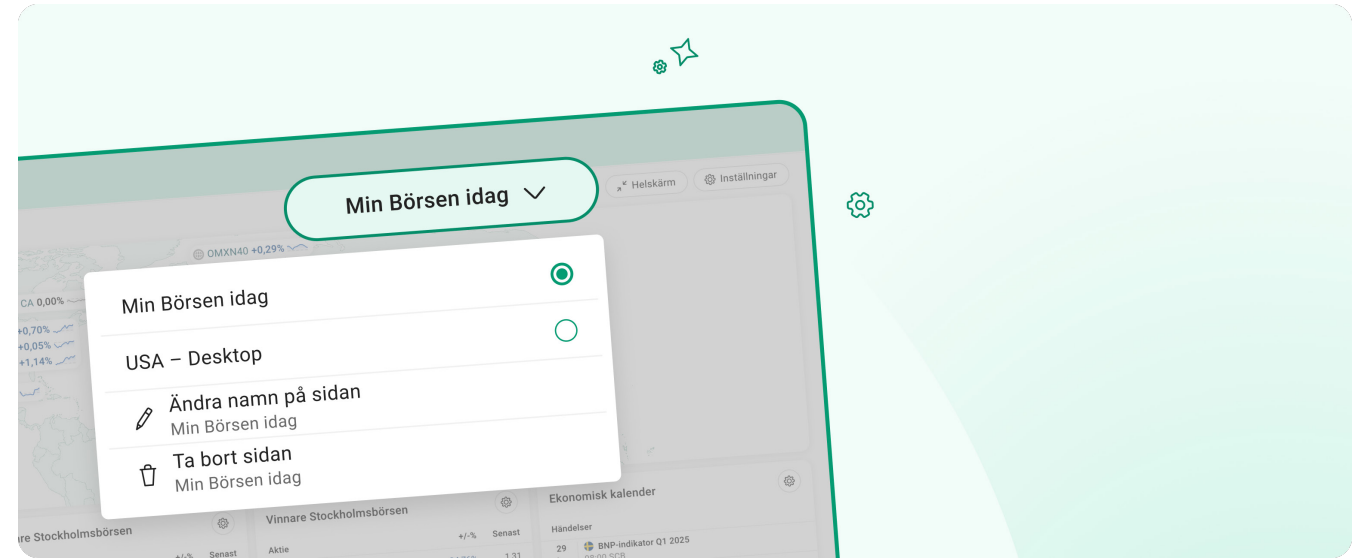 Min Börsen idag
Helskärm
Inställningar
OMXN40 +0,29%
CA 0,00%
+0,70%
+0,05%
+1,14%
Min Börsen idag
USA – Desktop
Ändra namn på sidan
Min Börsen idag
Ta bort sidan
Min Börsen idag
re Stockholmsbörsen
+/-% Senast
Vinnare Stockholmsbörsen
Aktie +/-% Senast
1,31
Ekonomisk kalender
Händelser
29 BNP-indikator Q1 2025
08:00 SCB